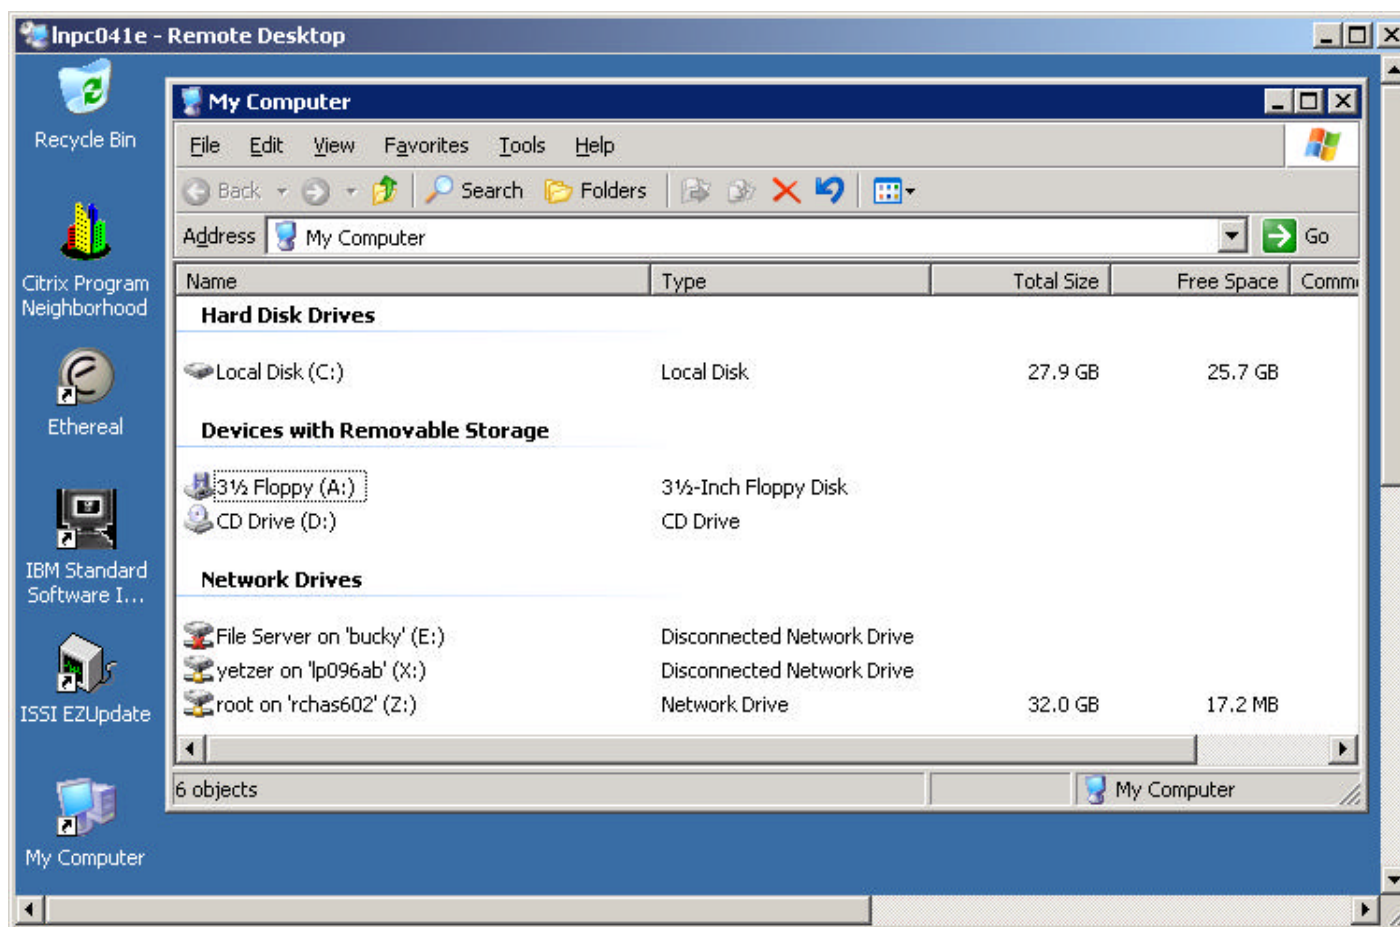 lnpc041e - Remote Desktop
Recycle Bin
Citrix Program
Neighborhood
Ethereal
IBM Standard
Software I...
ISSI EZUpdate
My Computer
My Computer
File Edit View Favorites Tools Help
Back Search Folders
Address My Computer Go
Name Type Total Size Free Space Comm
Hard Disk Drives
Local Disk (C:) Local Disk 27.9 GB 25.7 GB
Devices with Removable Storage
3½ Floppy (A:) 3½-Inch Floppy Disk
CD Drive (D:) CD Drive
Network Drives
File Server on 'bucky' (E:) Disconnected Network Drive
yetzer on 'lp096ab' (X:) Disconnected Network Drive
root on 'rchas602' (Z:) Network Drive 32.0 GB 17.2 MB
6 objects My Computer